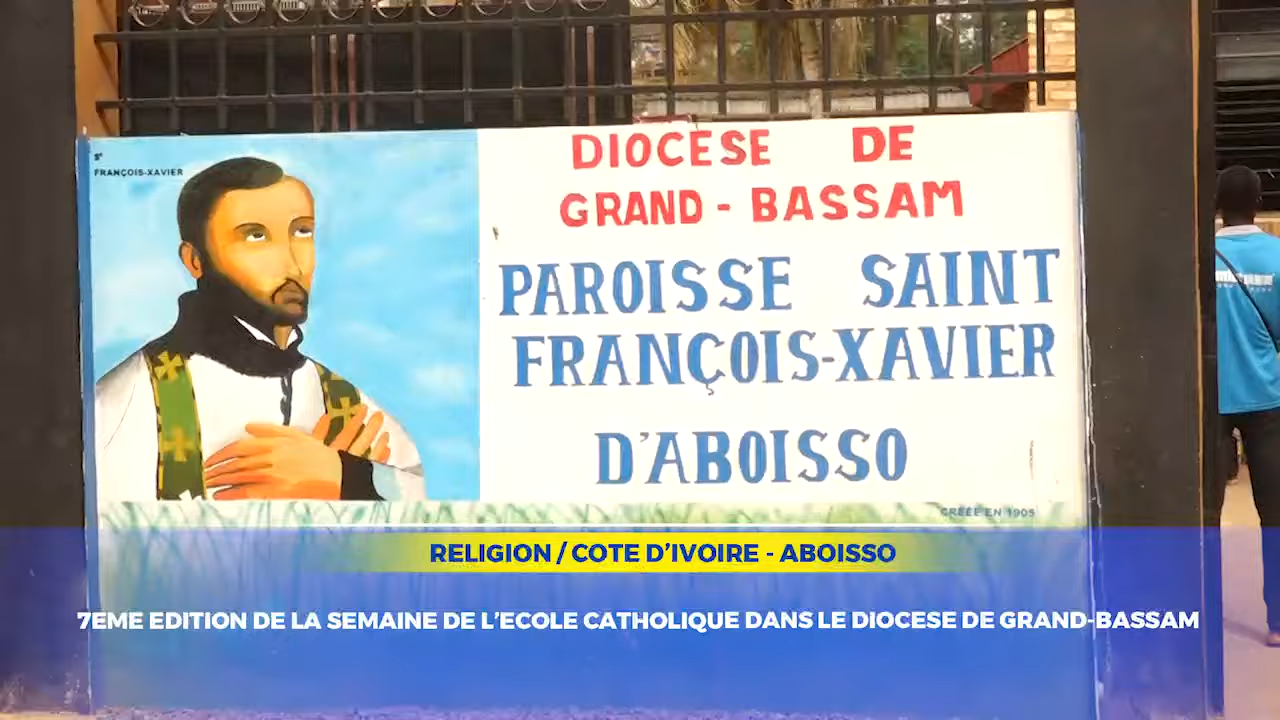 Sᵗ
FRANÇOIS-XAVIER
DIOCESE DE
GRAND - BASSAM
PAROISSE SAINT
FRANÇOIS-XAVIER
D'ABOISSO
CRÉÉE EN 1905
RELIGION / COTE D'IVOIRE - ABOISSO
7EME EDITION DE LA SEMAINE DE L'ECOLE CATHOLIQUE DANS LE DIOCESE DE GRAND-BASSAM